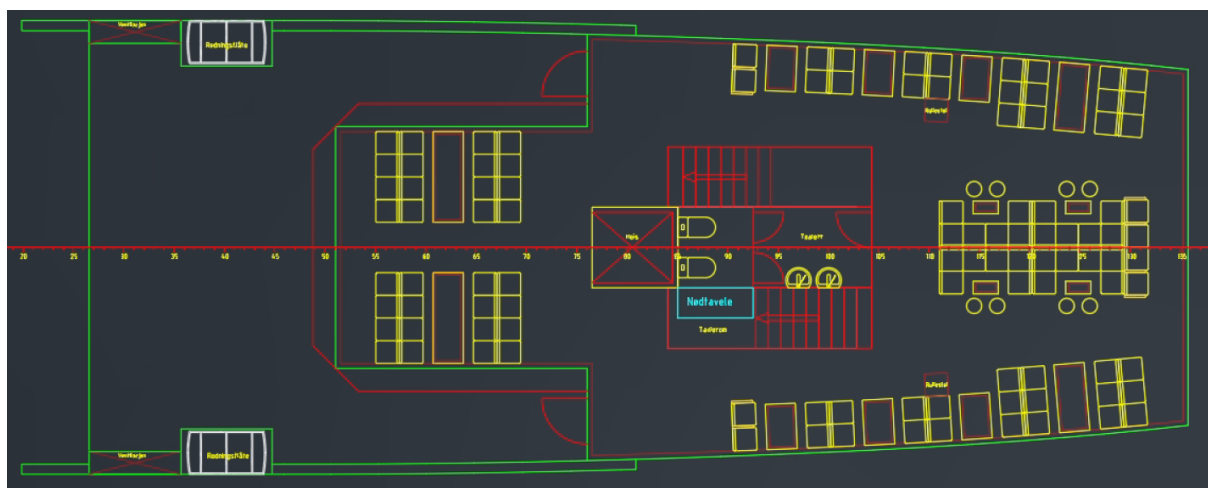 Ventilasjon
Redningsflåte
Rullestol
Heis
Toalett
20 25 30 35 40 45 50 55 60 65 70 75 80 85 90 95 100 105 110 115 120 125 130 135
Nødtavele
Tavlerom
Rullestol
Ventilasjon
Redningsflåte